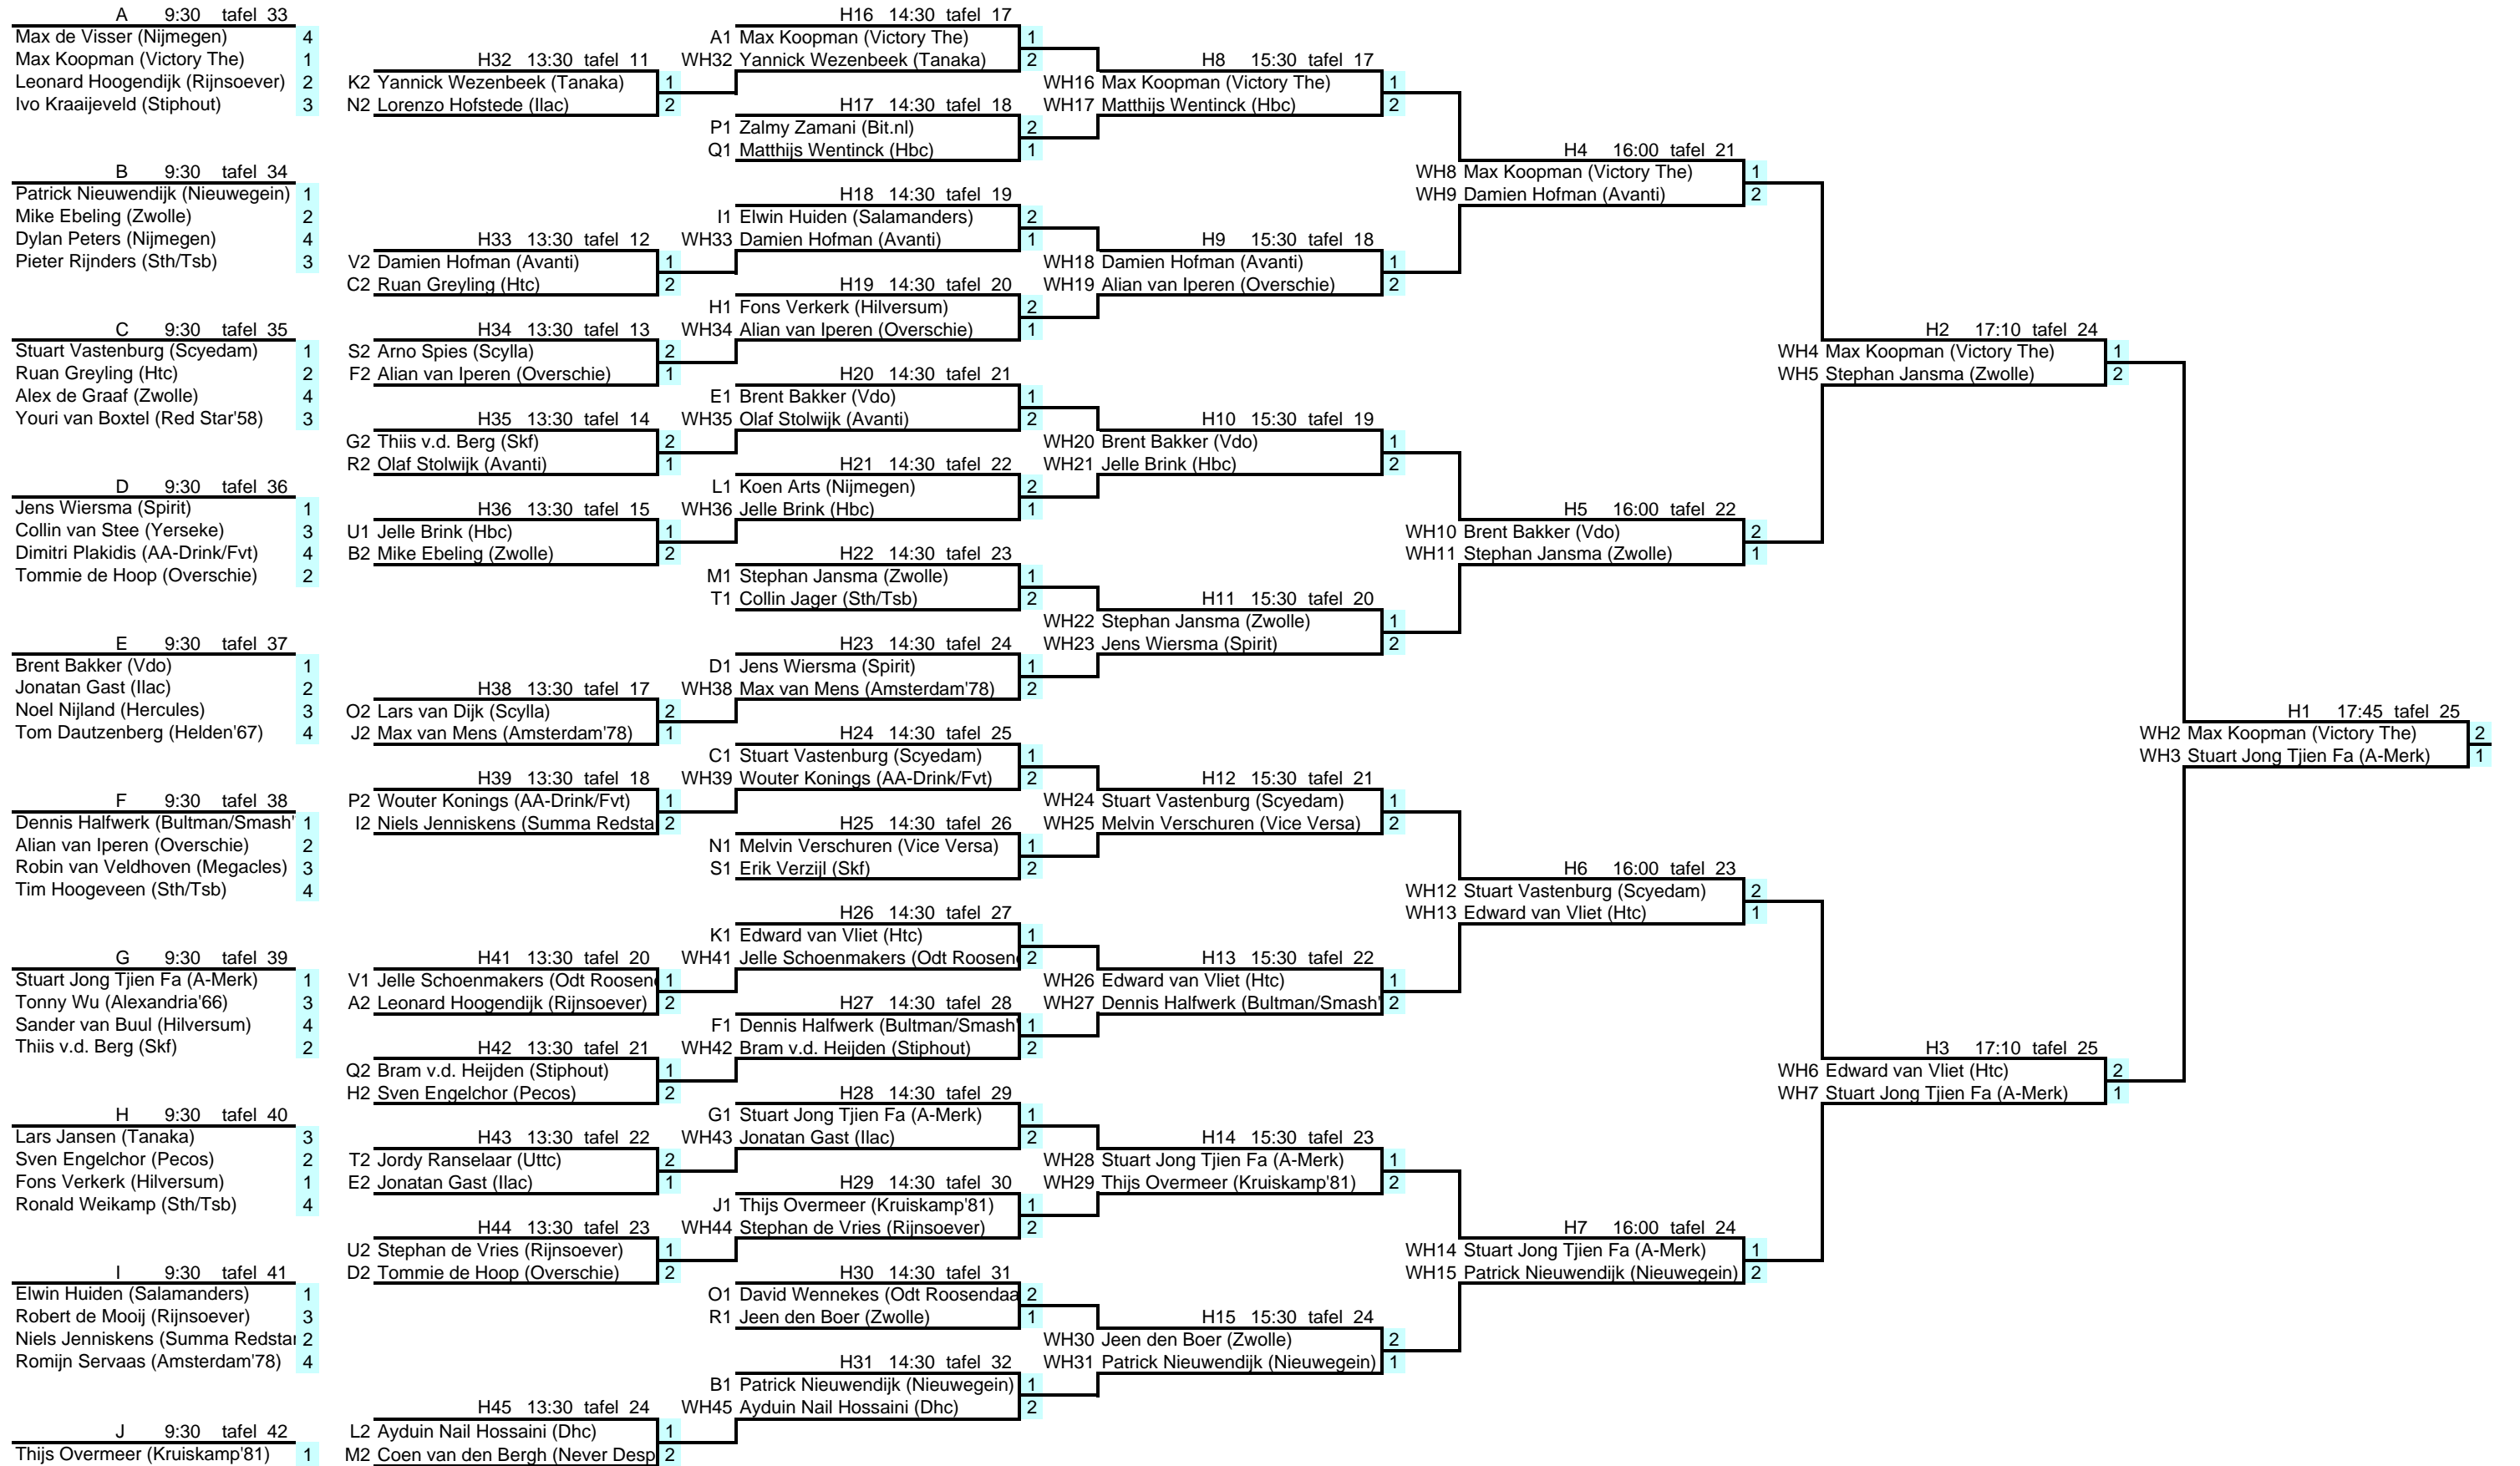 A 9:30 tafel 33
Max de Visser (Nijmegen) 4
Max Koopman (Victory The) 1
Leonard Hoogendijk (Rijnsoever) 2
Ivo Kraaijeveld (Stiphout) 3
B 9:30 tafel 34
Patrick Nieuwendijk (Nieuwegein) 1
Mike Ebeling (Zwolle) 2
Dylan Peters (Nijmegen) 4
Pieter Rijnders (Sth/Tsb) 3
C 9:30 tafel 35
Stuart Vastenburg (Scyedam) 1
Ruan Greyling (Htc) 2
Alex de Graaf (Zwolle) 4
Youri van Boxtel (Red Star'58) 3
D 9:30 tafel 36
Jens Wiersma (Spirit) 1
Collin van Stee (Yerseke) 3
Dimitri Plakidis (AA-Drink/Fvt) 4
Tommie de Hoop (Overschie) 2
E 9:30 tafel 37
Brent Bakker (Vdo) 1
Jonatan Gast (Ilac) 2
Noel Nijland (Hercules) 3
Tom Dautzenberg (Helden'67) 4
F 9:30 tafel 38
Dennis Halfwerk (Bultman/Smash' 1
Alian van Iperen (Overschie) 2
Robin van Veldhoven (Megacles) 3
Tim Hoogeveen (Sth/Tsb) 4
G 9:30 tafel 39
Stuart Jong Tjien Fa (A-Merk) 1
Tonny Wu (Alexandria'66) 3
Sander van Buul (Hilversum) 4
Thiis v.d. Berg (Skf) 2
H 9:30 tafel 40
Lars Jansen (Tanaka) 3
Sven Engelchor (Pecos) 2
Fons Verkerk (Hilversum) 1
Ronald Weikamp (Sth/Tsb) 4
I 9:30 tafel 41
Elwin Huiden (Salamanders) 1
Robert de Mooij (Rijnsoever) 3
Niels Jenniskens (Summa Redstar 2
Romijn Servaas (Amsterdam'78) 4
J 9:30 tafel 42
Thijs Overmeer (Kruiskamp'81) 1
H32 13:30 tafel 11
K2 Yannick Wezenbeek (Tanaka) 1
N2 Lorenzo Hofstede (Ilac) 2
H33 13:30 tafel 12
V2 Damien Hofman (Avanti) 1
C2 Ruan Greyling (Htc) 2
H34 13:30 tafel 13
S2 Arno Spies (Scylla) 2
F2 Alian van Iperen (Overschie) 1
H35 13:30 tafel 14
G2 Thiis v.d. Berg (Skf) 2
R2 Olaf Stolwijk (Avanti) 1
H36 13:30 tafel 15
U1 Jelle Brink (Hbc) 1
B2 Mike Ebeling (Zwolle) 2
H38 13:30 tafel 17
O2 Lars van Dijk (Scylla) 2
J2 Max van Mens (Amsterdam'78) 1
H39 13:30 tafel 18
P2 Wouter Konings (AA-Drink/Fvt) 1
I2 Niels Jenniskens (Summa Redsta 2
H41 13:30 tafel 20
V1 Jelle Schoenmakers (Odt Roosen 1
A2 Leonard Hoogendijk (Rijnsoever) 2
H42 13:30 tafel 21
Q2 Bram v.d. Heijden (Stiphout) 1
H2 Sven Engelchor (Pecos) 2
H43 13:30 tafel 22
T2 Jordy Ranselaar (Uttc) 2
E2 Jonatan Gast (Ilac) 1
H44 13:30 tafel 23
U2 Stephan de Vries (Rijnsoever) 1
D2 Tommie de Hoop (Overschie) 2
H45 13:30 tafel 24
L2 Ayduin Nail Hossaini (Dhc) 1
M2 Coen van den Bergh (Never Desp 2
H16 14:30 tafel 17
A1 Max Koopman (Victory The) 1
WH32 Yannick Wezenbeek (Tanaka) 2
H17 14:30 tafel 18
P1 Zalmy Zamani (Bit.nl) 2
Q1 Matthijs Wentinck (Hbc) 1
H18 14:30 tafel 19
I1 Elwin Huiden (Salamanders) 2
WH33 Damien Hofman (Avanti) 1
H19 14:30 tafel 20
H1 Fons Verkerk (Hilversum) 2
WH34 Alian van Iperen (Overschie) 1
H20 14:30 tafel 21
E1 Brent Bakker (Vdo) 1
WH35 Olaf Stolwijk (Avanti) 2
H21 14:30 tafel 22
L1 Koen Arts (Nijmegen) 2
WH36 Jelle Brink (Hbc) 1
H22 14:30 tafel 23
M1 Stephan Jansma (Zwolle) 1
T1 Collin Jager (Sth/Tsb) 2
H23 14:30 tafel 24
D1 Jens Wiersma (Spirit) 1
WH38 Max van Mens (Amsterdam'78) 2
H24 14:30 tafel 25
C1 Stuart Vastenburg (Scyedam) 1
WH39 Wouter Konings (AA-Drink/Fvt) 2
H25 14:30 tafel 26
N1 Melvin Verschuren (Vice Versa) 1
S1 Erik Verzijl (Skf) 2
H26 14:30 tafel 27
K1 Edward van Vliet (Htc) 1
WH41 Jelle Schoenmakers (Odt Roosen 2
H27 14:30 tafel 28
F1 Dennis Halfwerk (Bultman/Smash' 1
WH42 Bram v.d. Heijden (Stiphout) 2
H28 14:30 tafel 29
G1 Stuart Jong Tjien Fa (A-Merk) 1
WH43 Jonatan Gast (Ilac) 2
H29 14:30 tafel 30
J1 Thijs Overmeer (Kruiskamp'81) 1
WH44 Stephan de Vries (Rijnsoever) 2
H30 14:30 tafel 31
O1 David Wennekes (Odt Roosendaa 2
R1 Jeen den Boer (Zwolle) 1
H31 14:30 tafel 32
B1 Patrick Nieuwendijk (Nieuwegein) 1
WH45 Ayduin Nail Hossaini (Dhc) 2
H8 15:30 tafel 17
WH16 Max Koopman (Victory The) 1
WH17 Matthijs Wentinck (Hbc) 2
H9 15:30 tafel 18
WH18 Damien Hofman (Avanti) 1
WH19 Alian van Iperen (Overschie) 2
H10 15:30 tafel 19
WH20 Brent Bakker (Vdo) 1
WH21 Jelle Brink (Hbc) 2
H11 15:30 tafel 20
WH22 Stephan Jansma (Zwolle) 1
WH23 Jens Wiersma (Spirit) 2
H12 15:30 tafel 21
WH24 Stuart Vastenburg (Scyedam) 1
WH25 Melvin Verschuren (Vice Versa) 2
H13 15:30 tafel 22
WH26 Edward van Vliet (Htc) 1
WH27 Dennis Halfwerk (Bultman/Smash' 2
H14 15:30 tafel 23
WH28 Stuart Jong Tjien Fa (A-Merk) 1
WH29 Thijs Overmeer (Kruiskamp'81) 2
H15 15:30 tafel 24
WH30 Jeen den Boer (Zwolle) 2
WH31 Patrick Nieuwendijk (Nieuwegein) 1
H4 16:00 tafel 21
WH8 Max Koopman (Victory The) 1
WH9 Damien Hofman (Avanti) 2
H5 16:00 tafel 22
WH10 Brent Bakker (Vdo) 2
WH11 Stephan Jansma (Zwolle) 1
H6 16:00 tafel 23
WH12 Stuart Vastenburg (Scyedam) 2
WH13 Edward van Vliet (Htc) 1
H7 16:00 tafel 24
WH14 Stuart Jong Tjien Fa (A-Merk) 1
WH15 Patrick Nieuwendijk (Nieuwegein) 2
H2 17:10 tafel 24
WH4 Max Koopman (Victory The) 1
WH5 Stephan Jansma (Zwolle) 2
H3 17:10 tafel 25
WH6 Edward van Vliet (Htc) 2
WH7 Stuart Jong Tjien Fa (A-Merk) 1
H1 17:45 tafel 25
WH2 Max Koopman (Victory The) 2
WH3 Stuart Jong Tjien Fa (A-Merk) 1